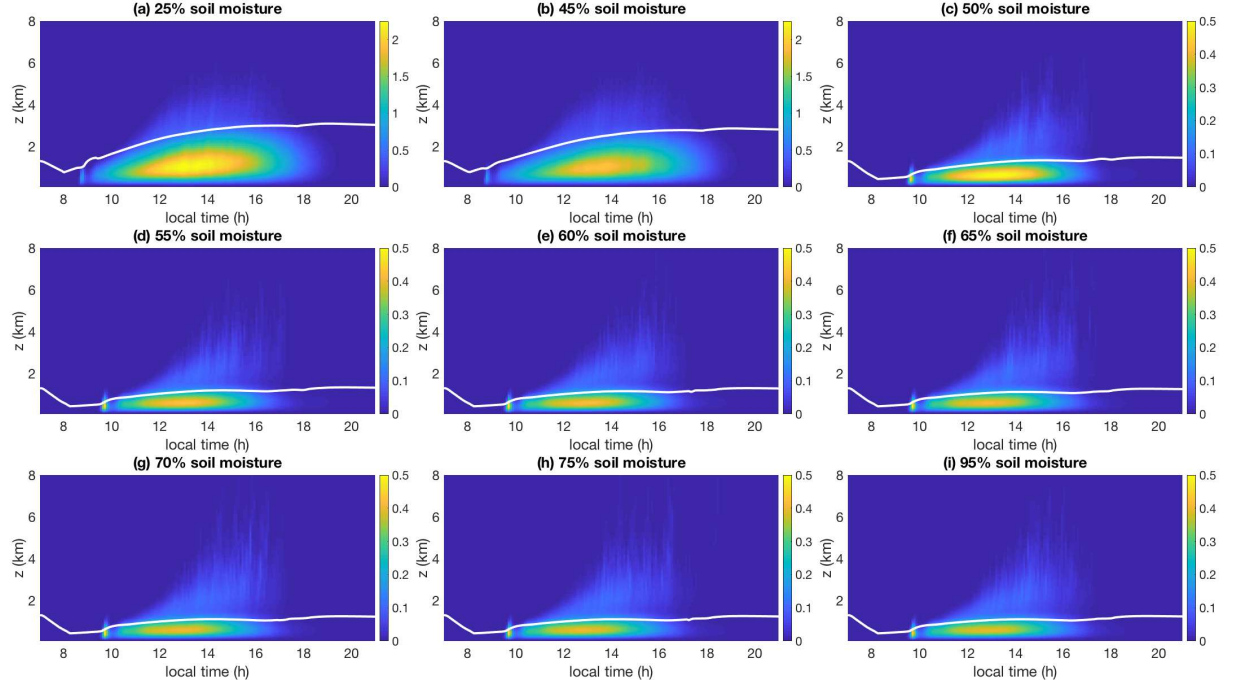 (a) 25% soil moisture
(b) 45% soil moisture
(c) 50% soil moisture
8 2 8 2 8 0.5
6 1.5 6 1.5 6 0.4
z (km) z (km) z (km)
4 1 4 1 4 0.3
0.2
2 0.5 2 0.5 2 0.1
0 0 0
8 10 12 14 16 18 20 8 10 12 14 16 18 20 8 10 12 14 16 18 20
local time (h) local time (h) local time (h)
(d) 55% soil moisture
(e) 60% soil moisture
(f) 65% soil moisture
8 0.5 8 0.5 8 0.5
6 0.4 6 0.4 6 0.4
z (km) z (km) z (km)
4 0.3 4 0.3 4 0.3
0.2 0.2 0.2
2 0.1 2 0.1 2 0.1
0 0 0
8 10 12 14 16 18 20 8 10 12 14 16 18 20 8 10 12 14 16 18 20
local time (h) local time (h) local time (h)
(g) 70% soil moisture
(h) 75% soil moisture
(i) 95% soil moisture
8 0.5 8 0.5 8 0.5
6 0.4 6 0.4 6 0.4
z (km) z (km) z (km)
4 0.3 4 0.3 4 0.3
0.2 0.2 0.2
2 0.1 2 0.1 2 0.1
0 0 0
8 10 12 14 16 18 20 8 10 12 14 16 18 20 8 10 12 14 16 18 20
local time (h) local time (h) local time (h)